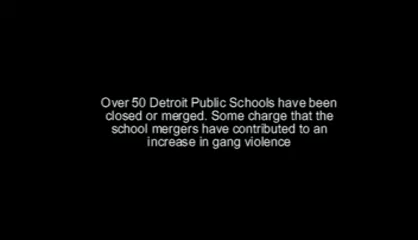 Over 50 Detroit Public Schools have been
closed or merged. Some charge that the
school mergers have contributed to an
increase in gang violence